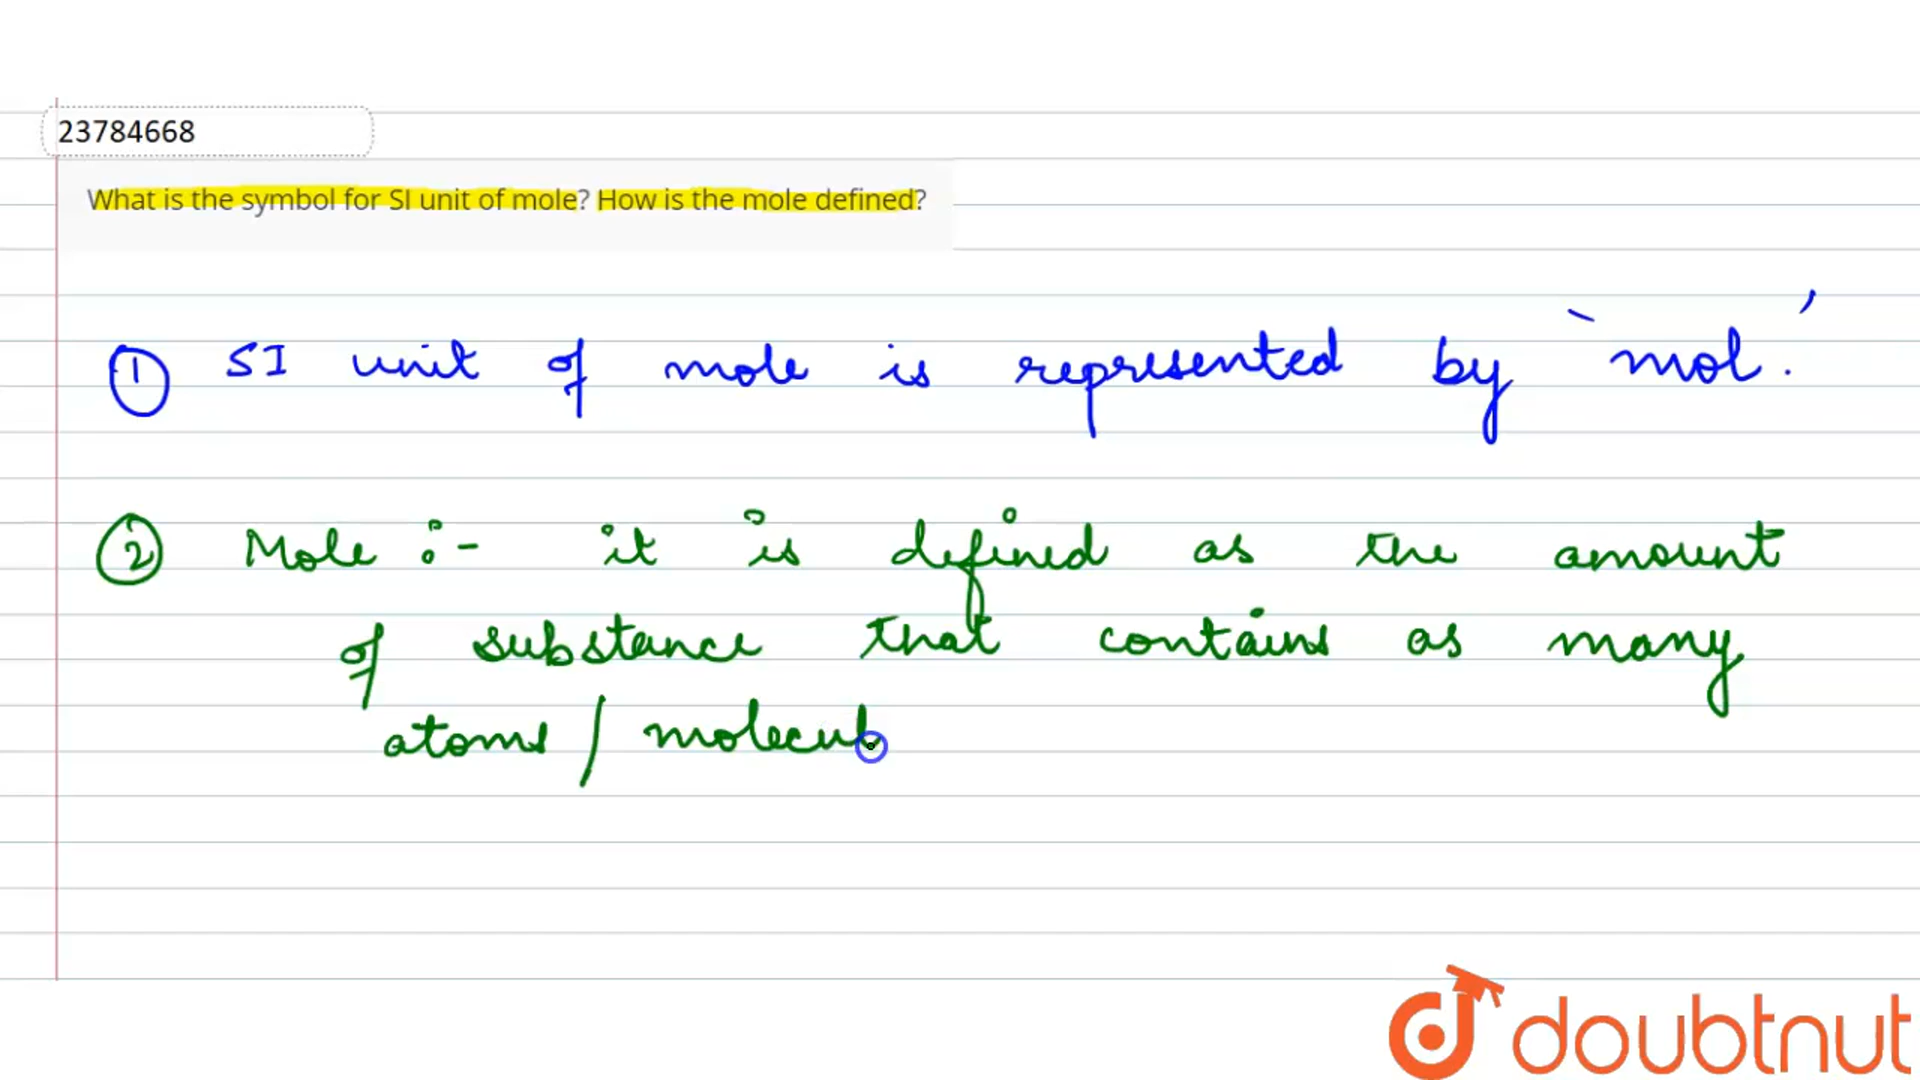 23784668
What is the symbol for SI unit of mole? How is the mole defined?
① SI unit of mole is represented by `mol.'
② Mole :- it is defined as the amount
of substance that contains as many
atoms / molecul
doubtnut